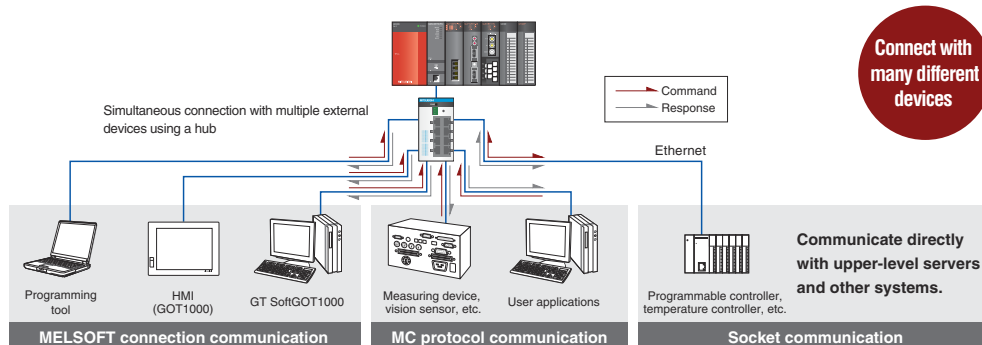 Connect with
many different
devices
Command
Response
Simultaneous connection with multiple external
devices using a hub
Ethernet
Programming
tool
HMI
(GOT1000)
GT SoftGOT1000
Measuring device,
vision sensor, etc.
User applications
Programmable controller,
temperature controller, etc.
Communicate directly
with upper-level servers
and other systems.
MELSOFT connection communication
MC protocol communication
Socket communication